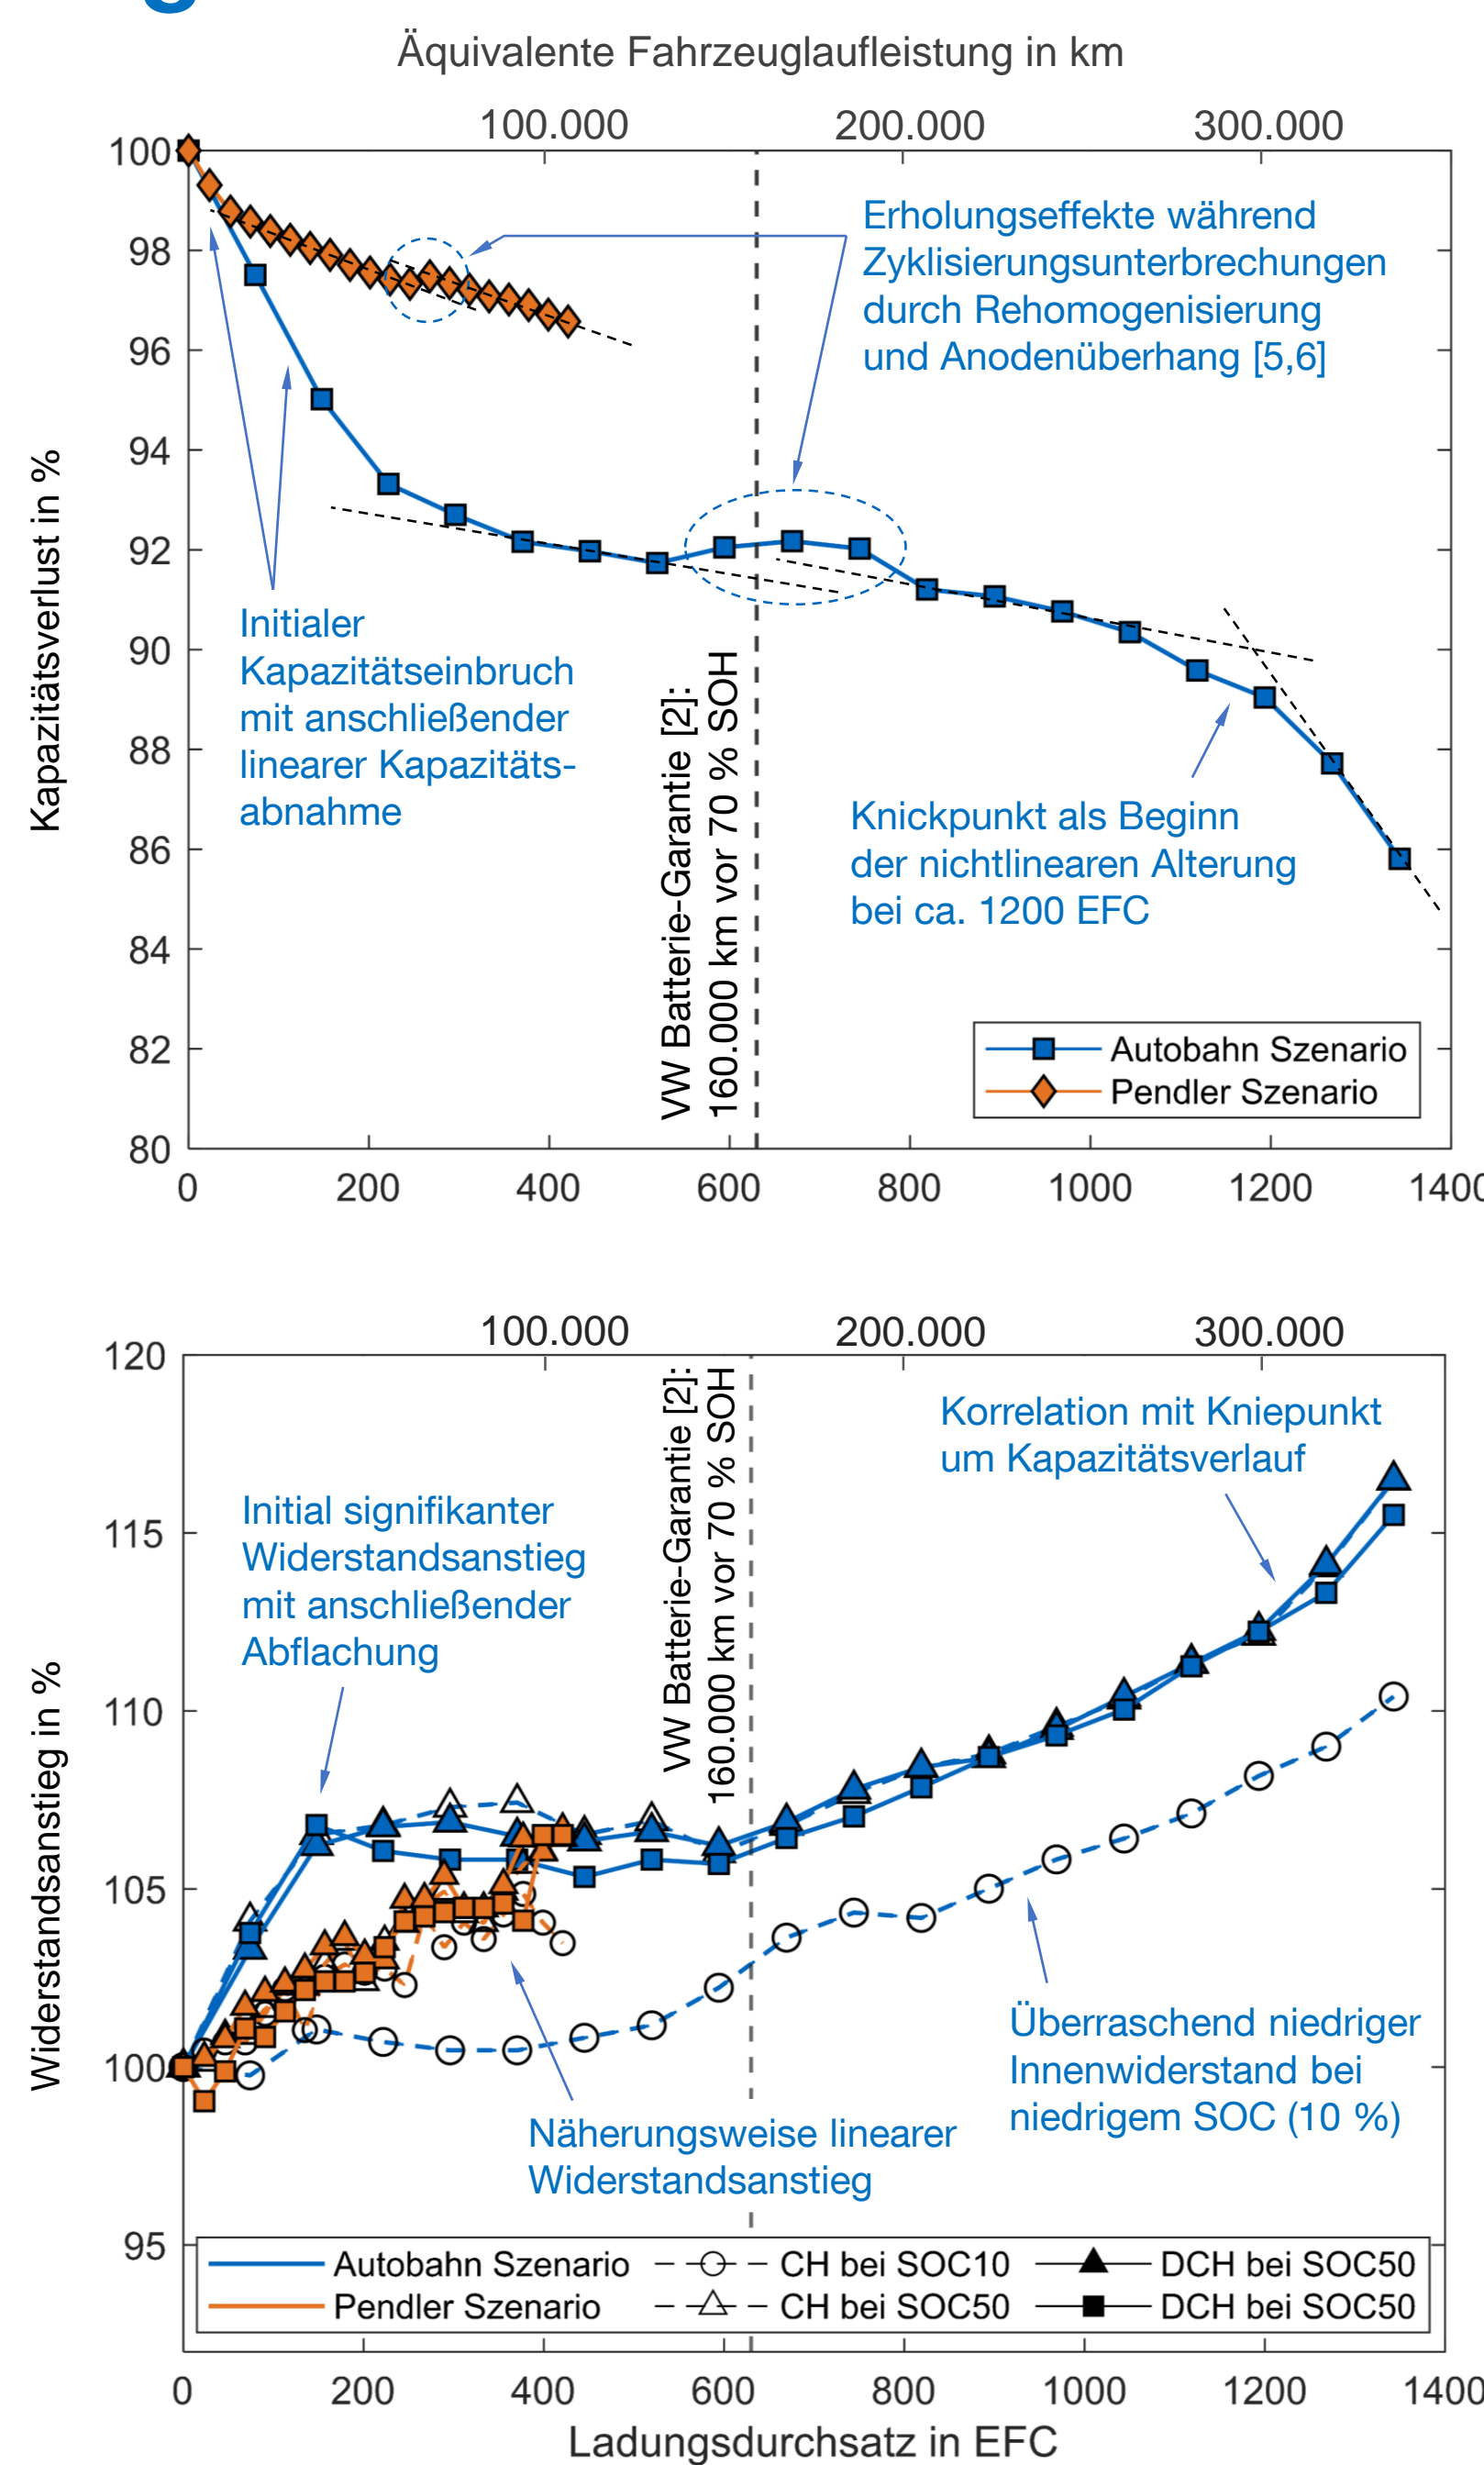 Äquivalente Fahrzeuglaufleistung in km
100.000
200.000
300.000
100
98
96
94
92
90
88
86
84
82
80
Kapazitätsverlust in %
Erholungseffekte während
Zyklisierungsunterbrechungen
durch Rehomogenisierung
und Anodenüberhang [5,6]
Initialer
Kapazitätseinbruch
mit anschließender
linearer Kapazitäts-
abnahme
VW Batterie-Garantie [2]:
160.000 km vor 70 % SOH
Knickpunkt als Beginn
der nichtlinearen Alterung
bei ca. 1200 EFC
Autobahn Szenario
Pendler Szenario
0
200
400
600
800
1000
1200
1400
100.000
200.000
300.000
120
115
110
105
100
95
Widerstandsanstieg in %
VW Batterie-Garantie [2]:
160.000 km vor 70 % SOH
Korrelation mit Kniepunkt
um Kapazitätsverlauf
Initial signifikanter
Widerstandsanstieg
mit anschließender
Abflachung
Überraschend niedriger
Innenwiderstand bei
niedrigem SOC (10 %)
Näherungsweise linearer
Widerstandsanstieg
Autobahn Szenario
CH bei SOC10
DCH bei SOC50
Pendler Szenario
CH bei SOC50
DCH bei SOC50
0
200
400
600
800
1000
1200
1400
Ladungsdurchsatz in EFC